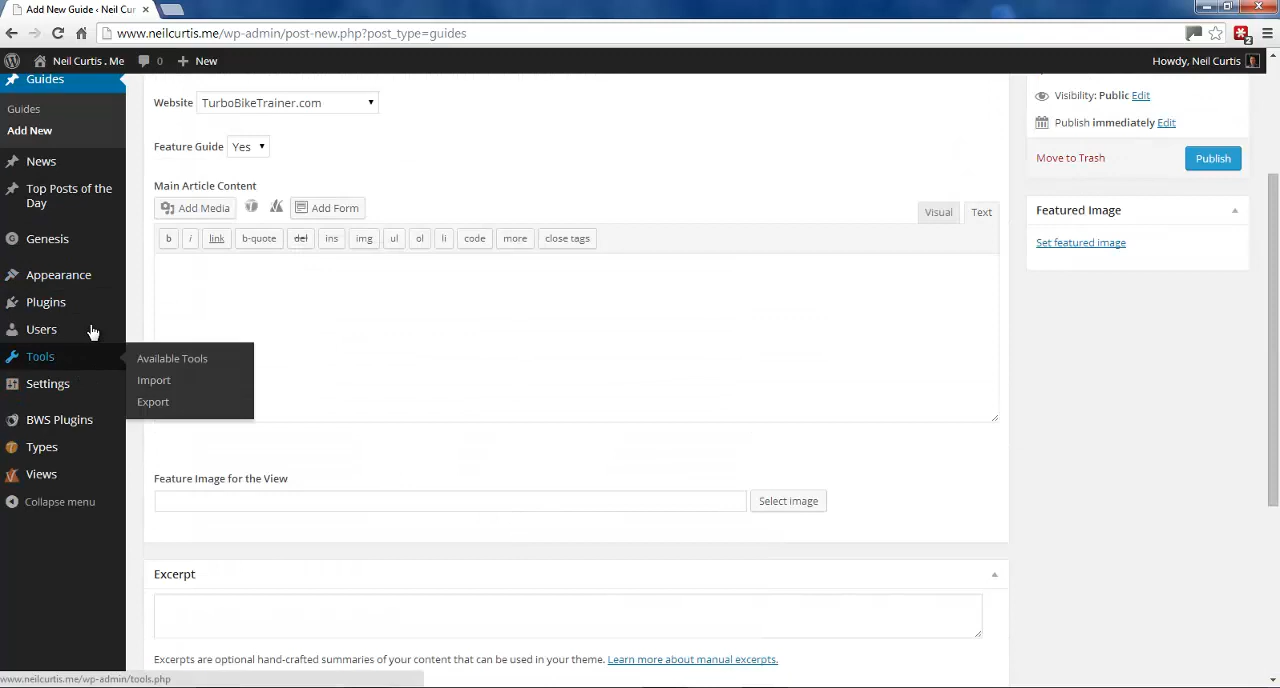 Add New Guide ‹ Neil Cur
www.neilcurtis.me/wp-admin/post-new.php?post_type=guides
2
Neil Curtis . Me
0
New
Howdy, Neil Curtis
Guides
Guides
Add New
News
Top Posts of the
Day
Genesis
Appearance
Plugins
Users
Tools
Settings
BWS Plugins
Types
Views
Collapse menu
Available Tools
Import
Export
Website
TurboBikeTrainer.com
Feature Guide
Yes
Main Article Content
Add Media
Add Form
Visual
Text
b
i
link
b-quote
del
ins
img
ul
ol
li
code
more
close tags
Feature Image for the View
Select image
Excerpt
Excerpts are optional hand-crafted summaries of your content that can be used in your theme. Learn more about manual excerpts.
Visibility: Public Edit
Publish immediately Edit
Move to Trash
Publish
Featured Image
Set featured image
www.neilcurtis.me/wp-admin/tools.php